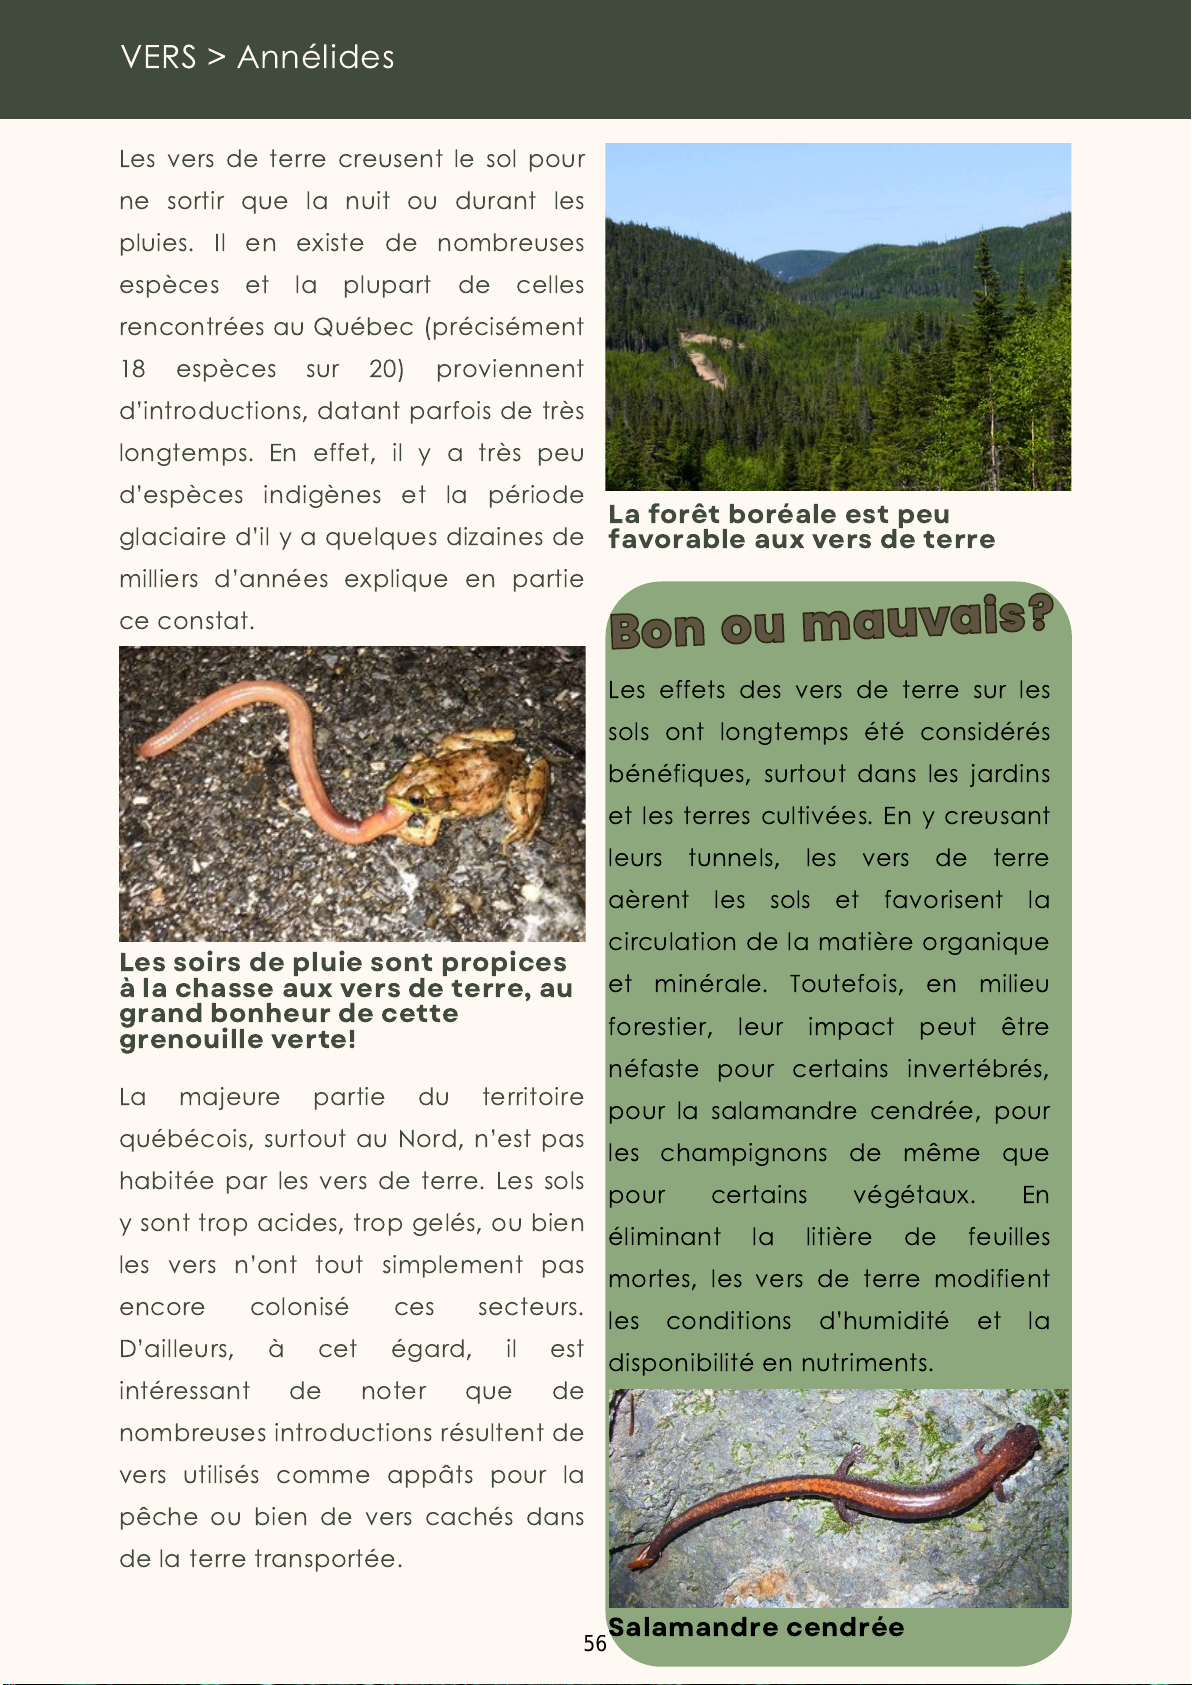 VERS > Annélides
Les vers de terre creusent le sol pour
ne sortir que la nuit ou durant les
pluies. Il en existe de nombreuses
espèces et la plupart de celles
rencontrées au Québec (précisément
18 espèces sur 20) proviennent
d'introductions, datant parfois de très
longtemps. En effet, il y a très peu
d'espèces indigènes et la période
glaciaire d'il y a quelques dizaines de
milliers d'années explique en partie
ce constat.
Les soirs de pluie sont propices
à la chasse aux vers de terre, au
grand bonheur de cette
grenouille verte!
La majeure partie du territoire
québécois, surtout au Nord, n'est pas
habitée par les vers de terre. Les sols
y sont trop acides, trop gelés, ou bien
les vers n'ont tout simplement pas
encore colonisé ces secteurs.
D'ailleurs, à cet égard, il est
intéressant de noter que de
nombreuses introductions résultent de
vers utilisés comme appâts pour la
pêche ou bien de vers cachés dans
de la terre transportée.
La forêt boréale est peu
favorable aux vers de terre
Bon ou mauvais?
Les effets des vers de terre sur les
sols ont longtemps été considérés
bénéfiques, surtout dans les jardins
et les terres cultivées. En y creusant
leurs tunnels, les vers de terre
aèrent les sols et favorisent la
circulation de la matière organique
et minérale. Toutefois, en milieu
forestier, leur impact peut être
néfaste pour certains invertébrés,
pour la salamandre cendrée, pour
les champignons de même que
pour certains végétaux. En
éliminant la litière de feuilles
mortes, les vers de terre modifient
les conditions d'humidité et la
disponibilité en nutriments.
Salamandre cendrée
56